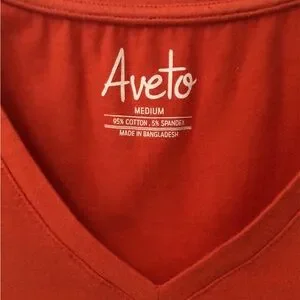 Aveto
MEDIUM
95% COTTON . 5% SPANDEX
MADE IN BANGLADESH